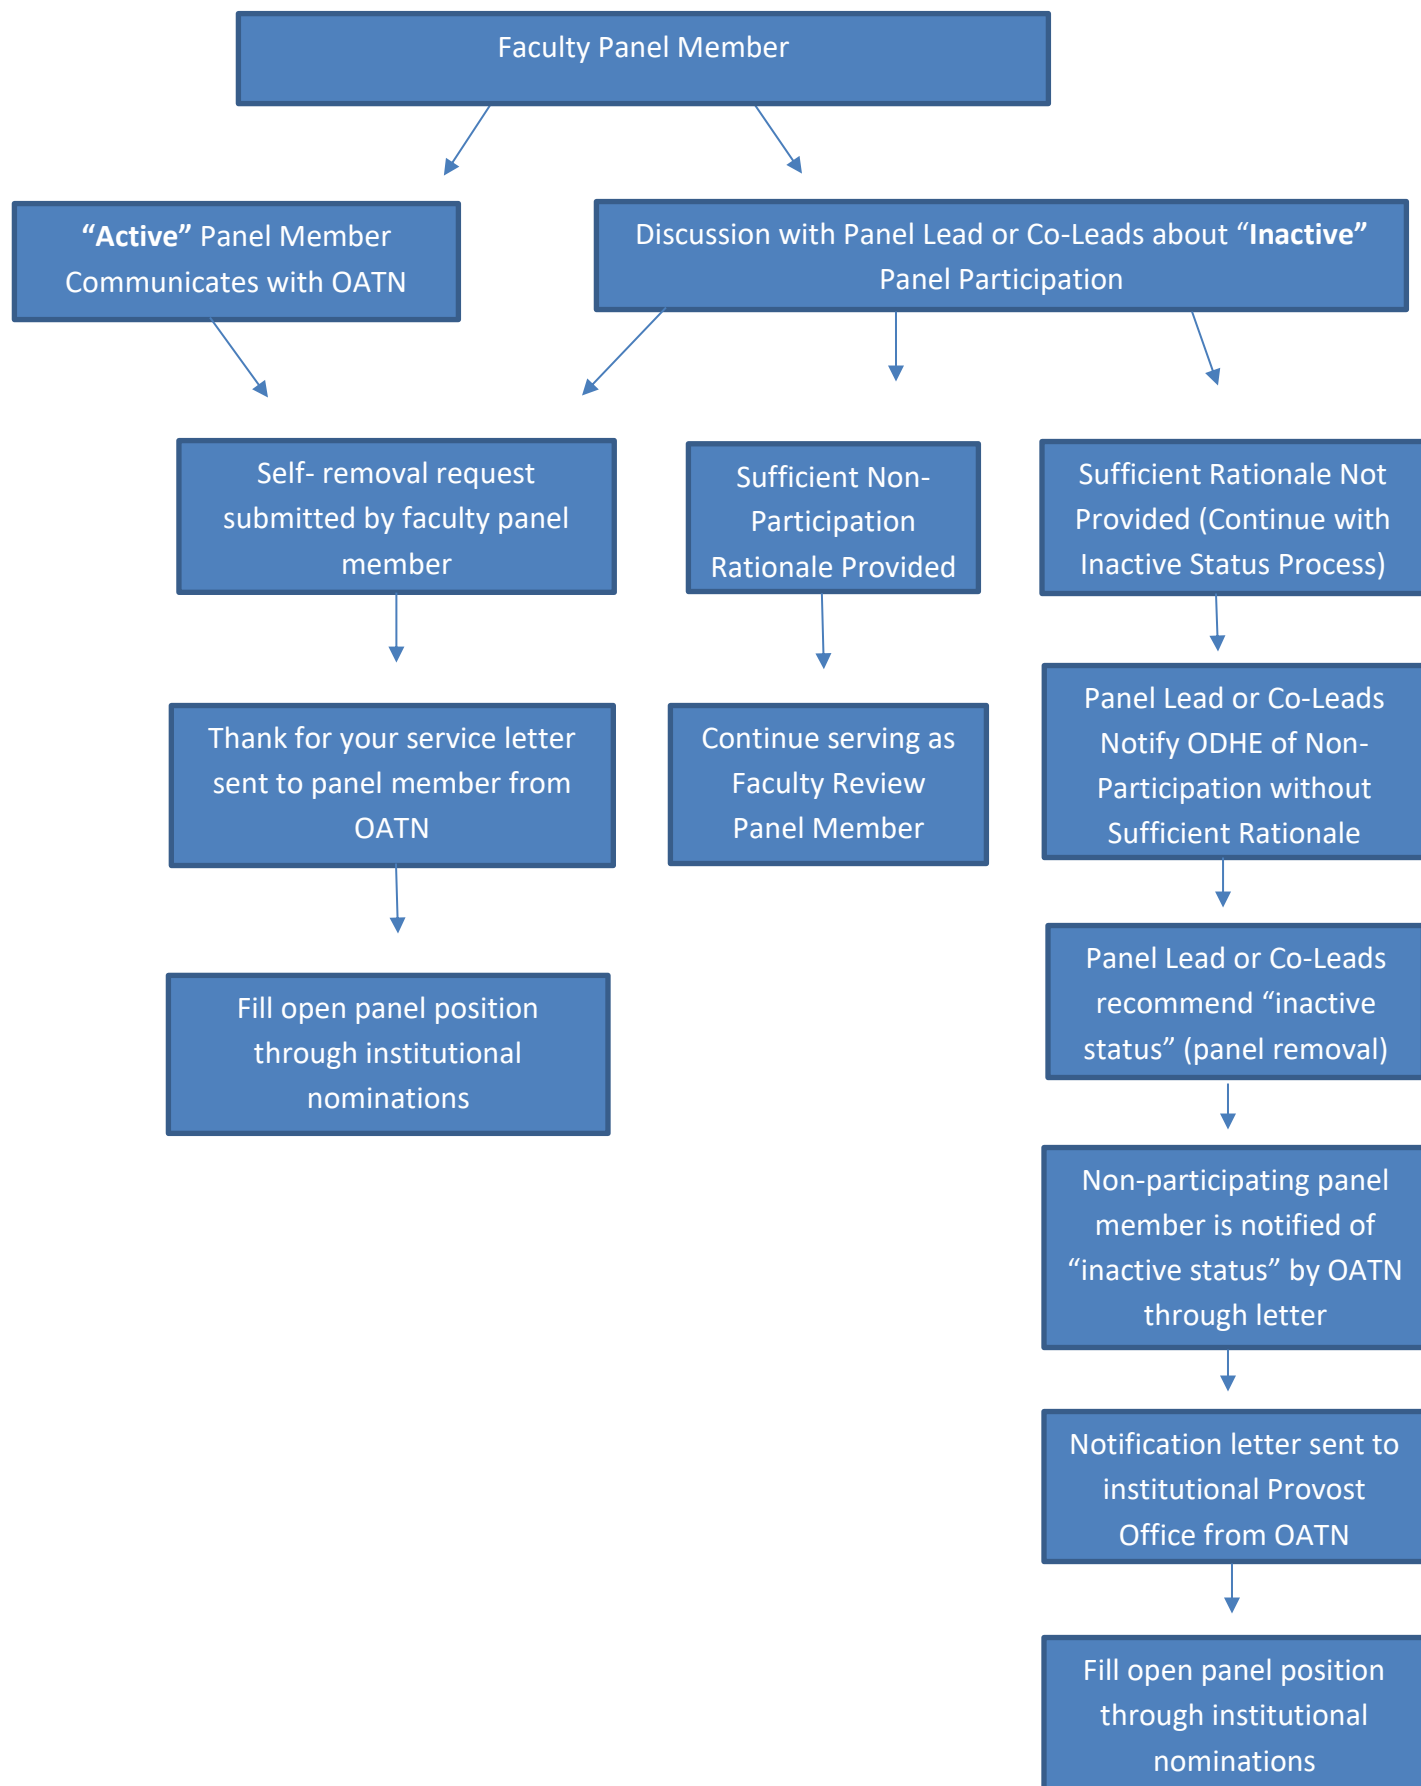 Faculty Panel Member
“Active” Panel Member
Communicates with OATN
Discussion with Panel Lead or Co-Leads about “Inactive”
Panel Participation
Self- removal request
submitted by faculty panel
member
Sufficient Non-
Participation
Rationale Provided
Sufficient Rationale Not
Provided (Continue with
Inactive Status Process)
Thank for your service letter
sent to panel member from
OATN
Continue serving as
Faculty Review
Panel Member
Panel Lead or Co-Leads
Notify ODHE of Non-
Participation without
Sufficient Rationale
Fill open panel position
through institutional
nominations
Panel Lead or Co-Leads
recommend “inactive
status” (panel removal)
Non-participating panel
member is notified of
“inactive status” by OATN
through letter
Notification letter sent to
institutional Provost
Office from OATN
Fill open panel position
through institutional
nominations